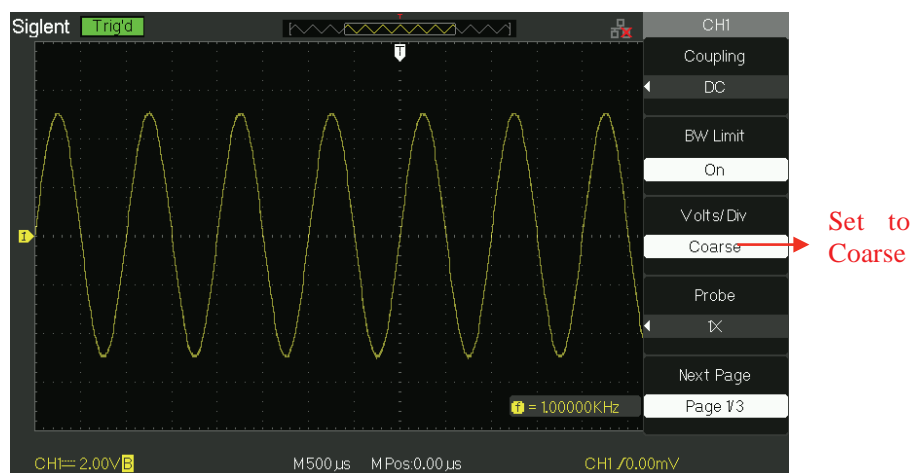 Siglent Trig'd T CH1
Coupling
T
DC
BW Limit
On
Volts/Div
Set to
1 Coarse Coarse
Probe
1X
Next Page
f = 1.00000KHz Page 1/3
CH1 2.00V B M 500µs M Pos:0.00µs CH1 /0.00mV